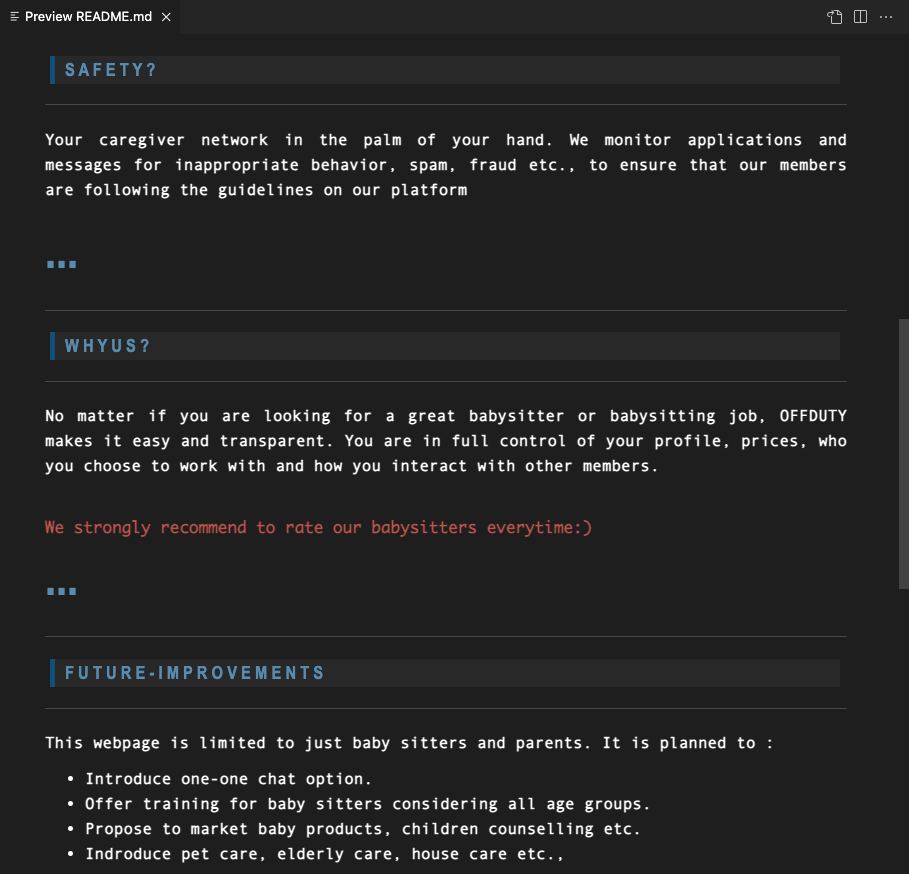 Preview README.md
SAFETY?
Your caregiver network in the palm of your hand. We monitor applications and
messages for inappropriate behavior, spam, fraud etc., to ensure that our members
are following the guidelines on our platform
WHYUS?
No matter if you are looking for a great babysitter or babysitting job, OFFDUTY
makes it easy and transparent. You are in full control of your profile, prices, who
you choose to work with and how you interact with other members.
We strongly recommend to rate our babysitters everytime:)
FUTURE-IMPROVEMENTS
This webpage is limited to just baby sitters and parents. It is planned to :
• Introduce one-one chat option.
• Offer training for baby sitters considering all age groups.
• Propose to market baby products, children counselling etc.
• Indroduce pet care, elderly care, house care etc.,